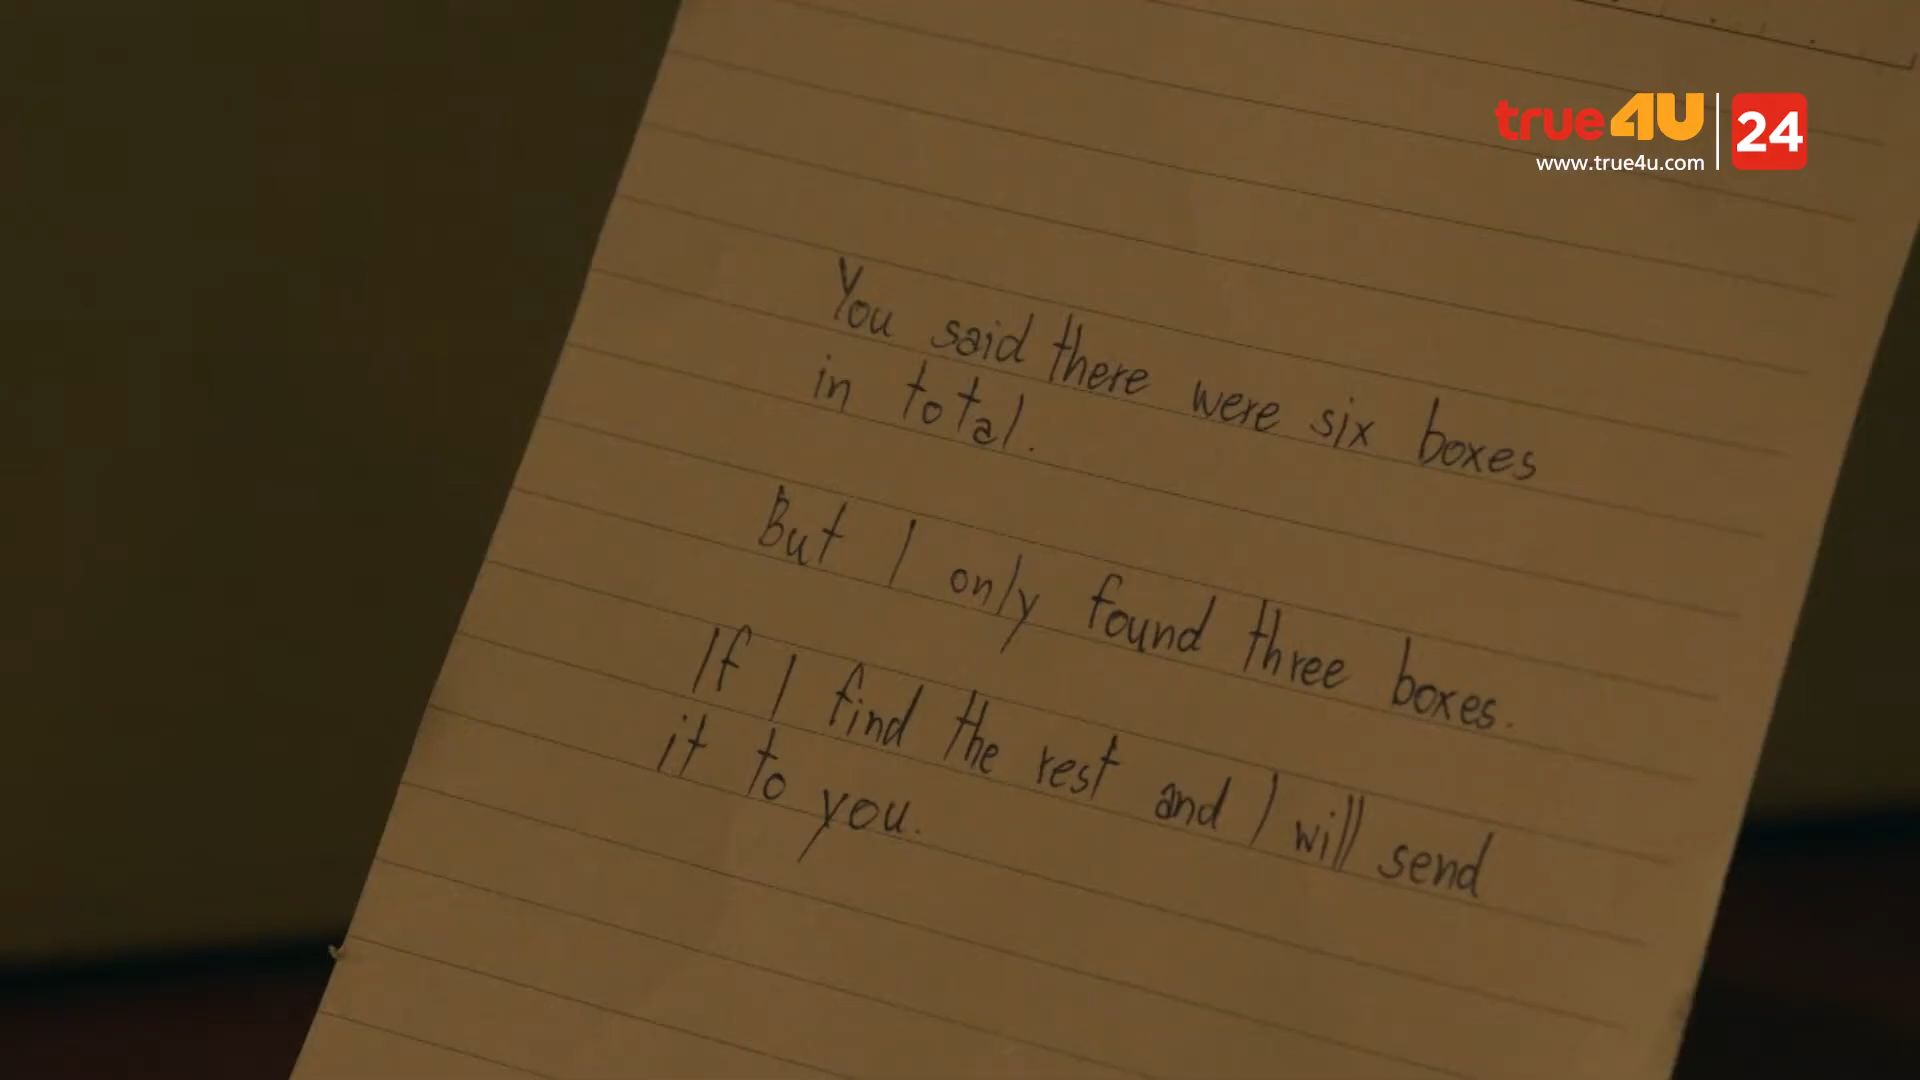 true4U 24
www.true4u.com
You said there were six boxes
in total.
But I only found three boxes.
If I find the rest and I will send
it to you.